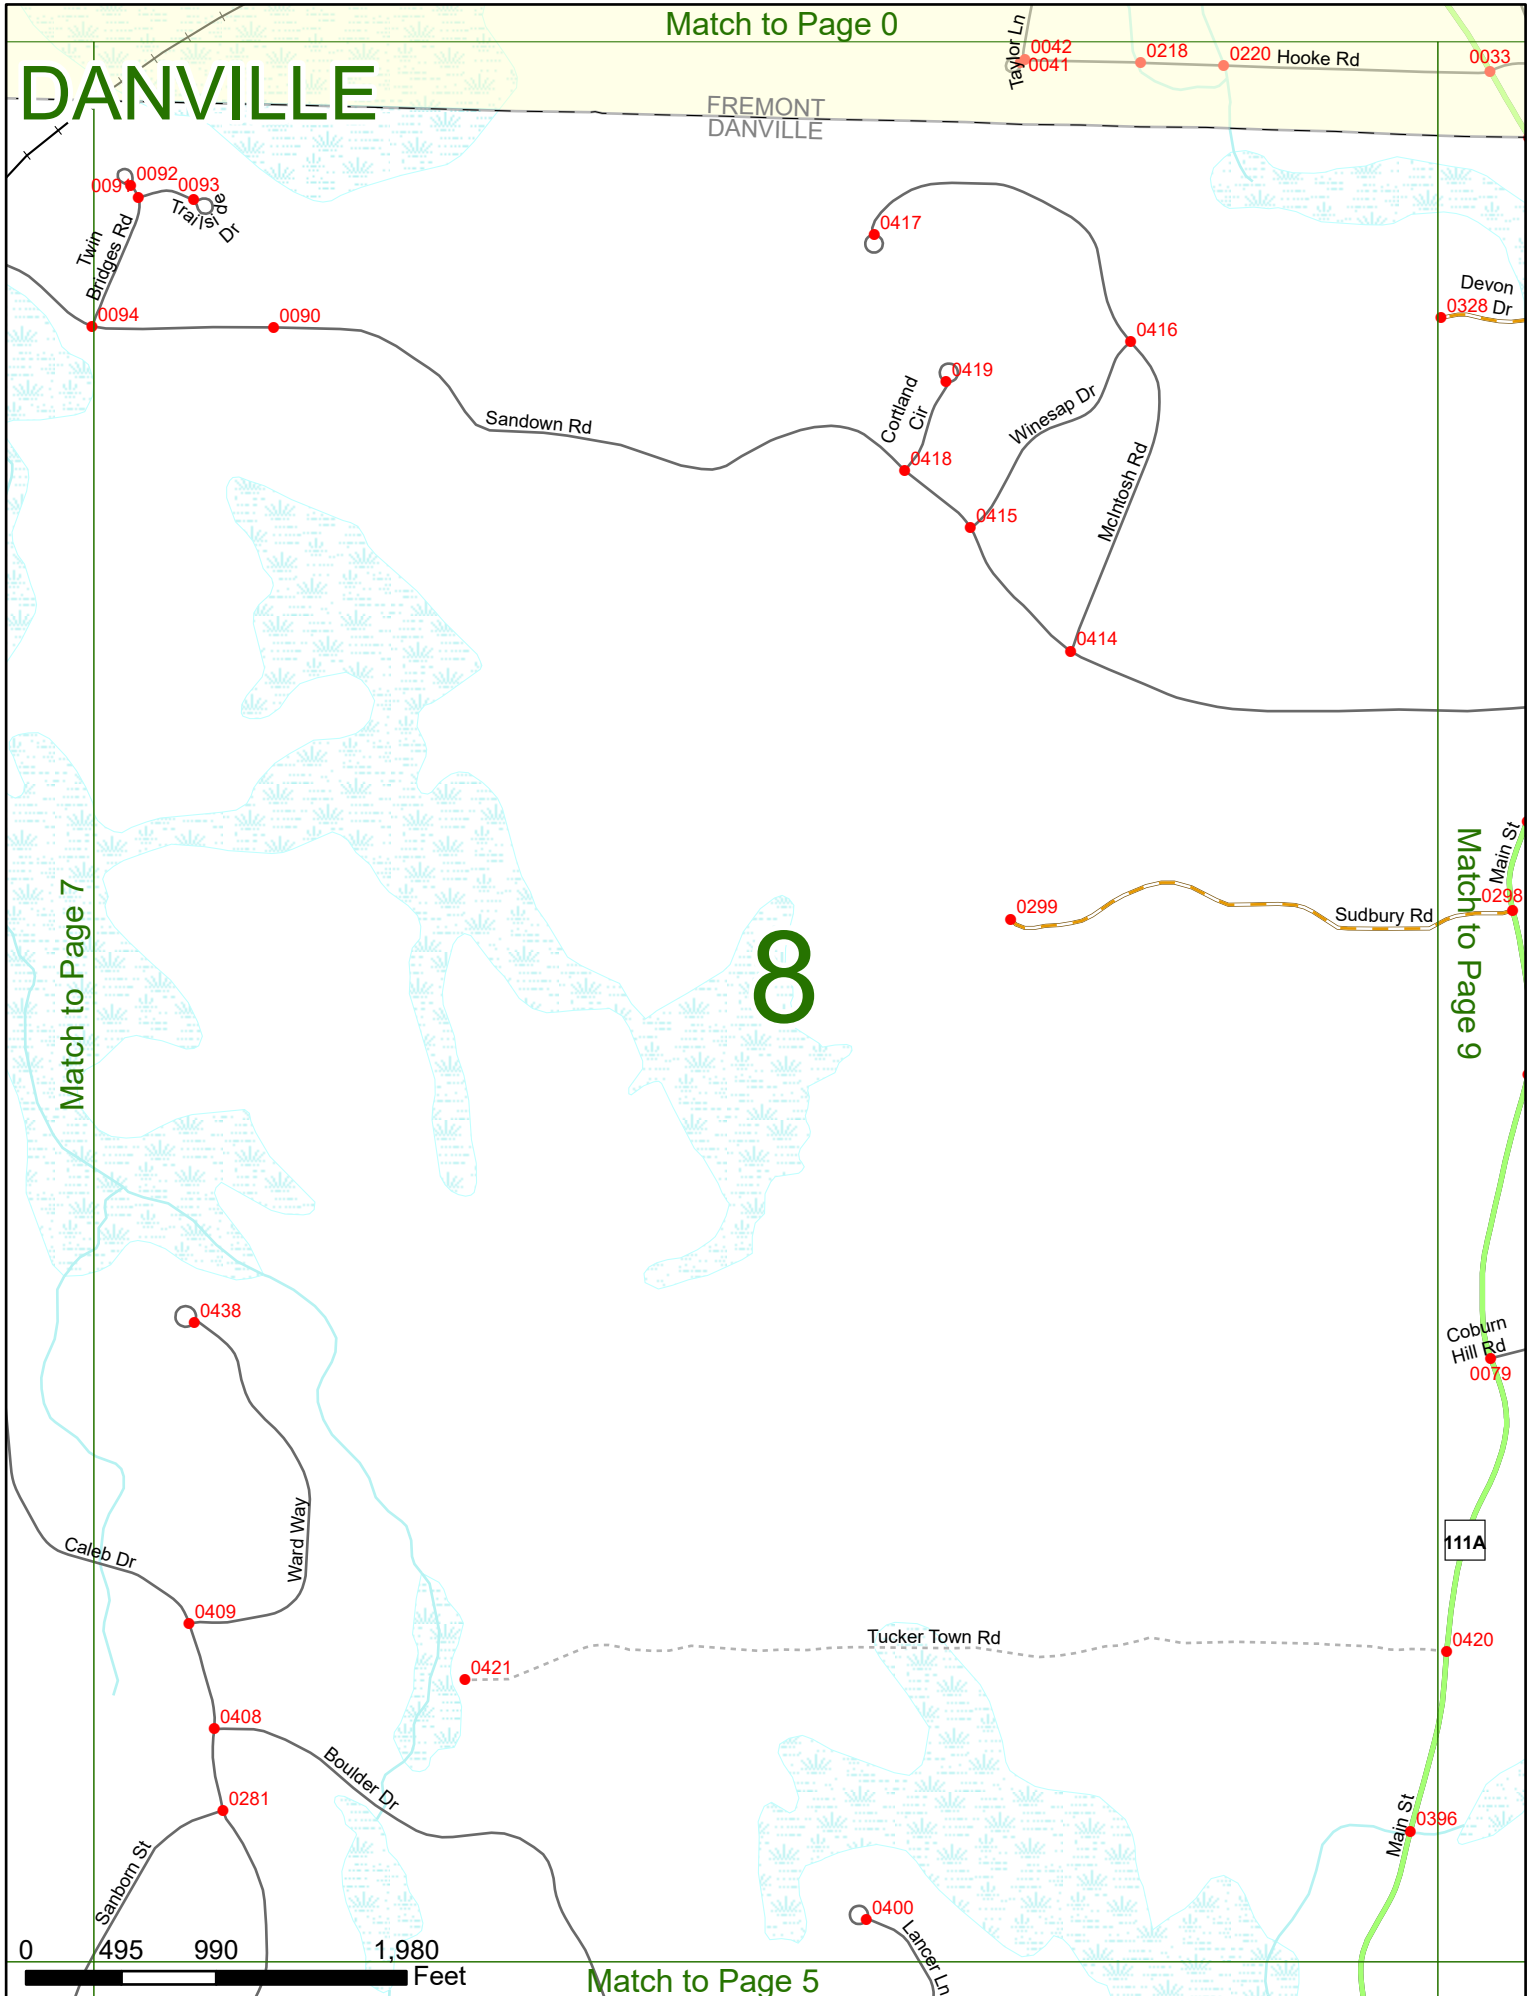 Match to Page 0
DANVILLE
Taylor Ln
0042
0041
0218
0220
Hooke Rd
0033
FREMONT
DANVILLE
0092
0093
Trailside
Dr
Twin
Bridges Rd
0094
0090
0417
0416
Devon
Dr
0328
0419
Cortland
Cir
Winesap Dr
McIntosh Rd
Sandown Rd
0418
0415
0414
Main St
Match to Page 7
8
0299
Sudbury Rd
0298
Match to Page 9
0438
Coburn
Hill Rd
0079
Ward Way
111A
Caleb Dr
0409
Tucker Town Rd
0420
0421
0408
Boulder Dr
0281
Main St
0396
Sanborn St
0400
Lancer Ln
0 495 990 1,980
Feet
Match to Page 5